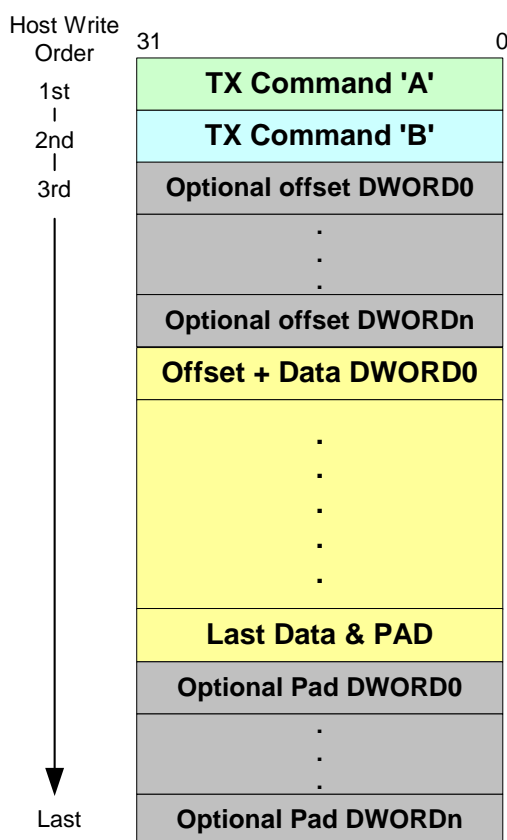 Host Write
Order
31
0
1st
TX Command 'A'
2nd
TX Command 'B'
3rd
Optional offset DWORD0
.
.
.
Optional offset DWORDn
Offset + Data DWORD0
.
.
.
.
.
Last Data & PAD
Optional Pad DWORD0
.
.
.
Last
Optional Pad DWORDn